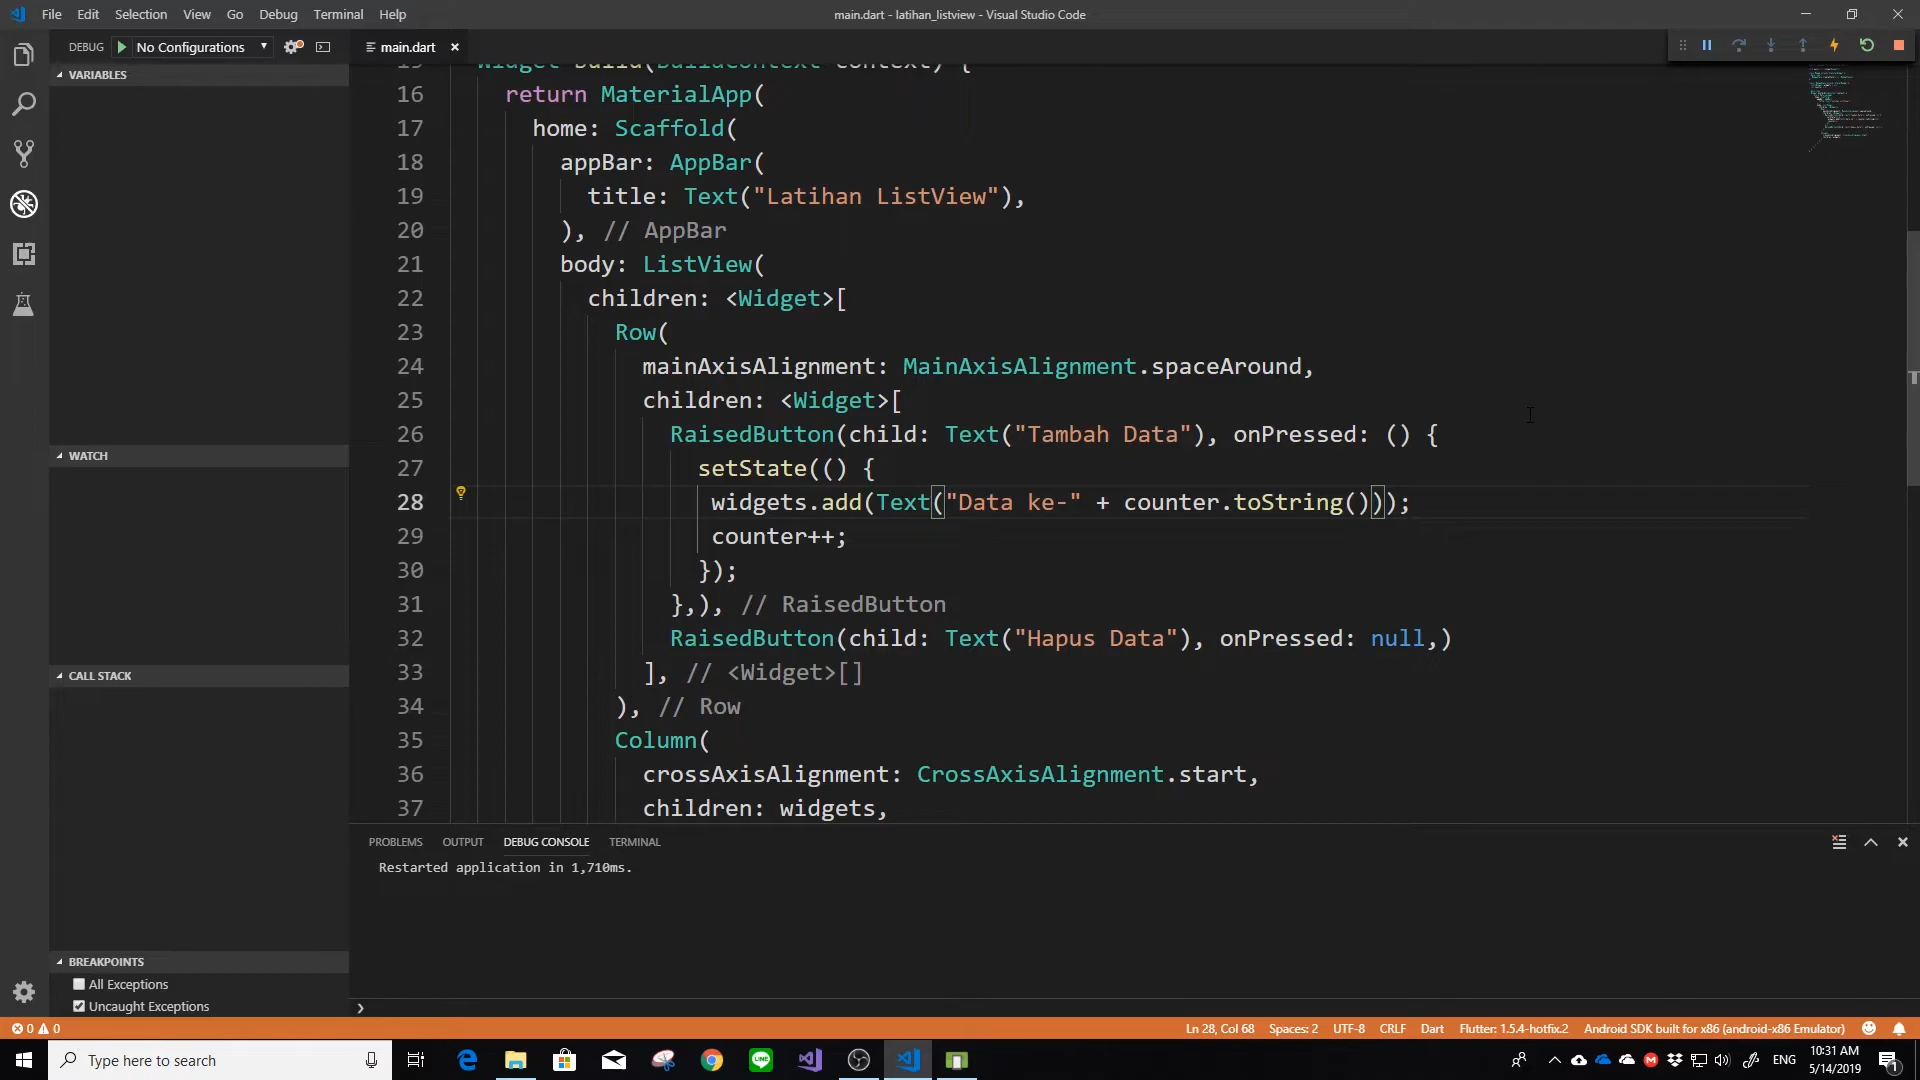 File Edit Selection View Go Debug Terminal Help
main.dart - latihan_listview - Visual Studio Code
DEBUG No Configurations
main.dart
VARIABLES
WATCH
CALL STACK
BREAKPOINTS
All Exceptions
Uncaught Exceptions
15 Widget build(BuildContext context) {
16 return MaterialApp(
17 home: Scaffold(
18 appBar: AppBar(
19 title: Text("Latihan ListView"),
20 ), // AppBar
21 body: ListView(
22 children: <Widget>[
23 Row(
24 mainAxisAlignment: MainAxisAlignment.spaceAround,
25 children: <Widget>[
26 RaisedButton(child: Text("Tambah Data"), onPressed: () {
27 setState(() {
28 widgets.add(Text("Data ke-" + counter.toString()));
29 counter++;
30 });
31 },), // RaisedButton
32 RaisedButton(child: Text("Hapus Data"), onPressed: null,)
33 ], // <Widget>[]
34 ), // Row
35 Column(
36 crossAxisAlignment: CrossAxisAlignment.start,
37 children: widgets,
PROBLEMS OUTPUT DEBUG CONSOLE TERMINAL
Restarted application in 1,710ms.
0 0
Ln 28, Col 68 Spaces: 2 UTF-8 CRLF Dart Flutter: 1.5.4-hotfix.2 Android SDK built for x86 (android-x86 Emulator)
Type here to search
LINE
ENG
10:31 AM
5/14/2019
1